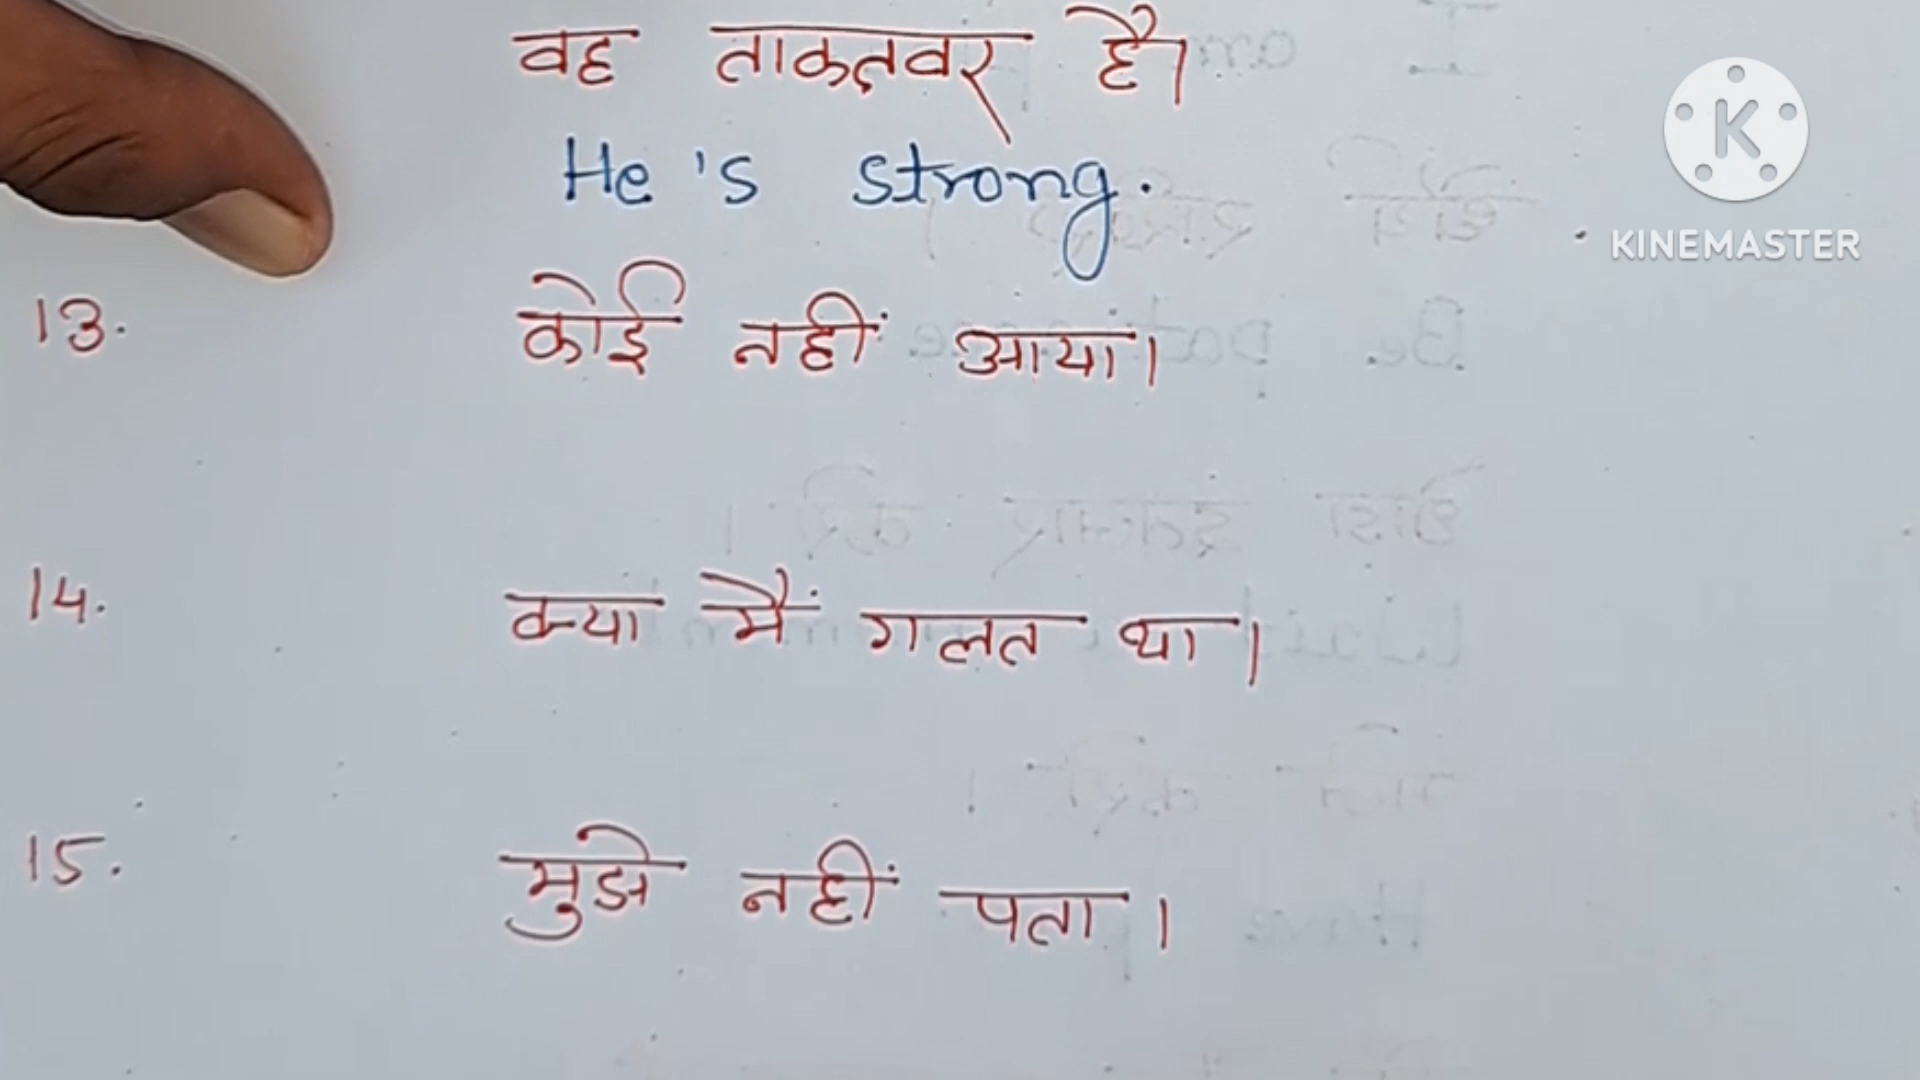 वह ताकतवर है।
He's strong.
13. कोई नहीं आया।
14. क्या मैं गलत था।
15. मुझे नहीं पता।
KINEMASTER